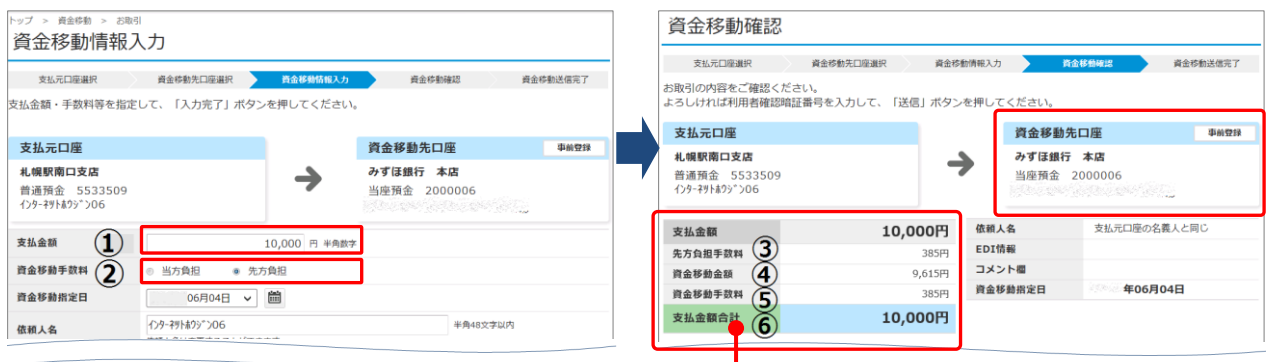 トップ > 資金移動 > お取引
資金移動情報入力
支払元口座選択 資金移動先口座選択 資金移動情報入力 資金移動確認 資金移動送信完了
支払金額・手数料等を指定して、「入力完了」ボタンを押してください。
支払元口座
札幌駅南口支店
普通預金 5533509
インターネットホウジン06
資金移動先口座 事前登録
みずほ銀行 本店
当座預金 2000006
支払金額 ① 10,000 円 半角数字
資金移動手数料 ② 当方負担 先方負担
資金移動指定日 06月04日
依頼人名 インターネットホウジン06 半角48文字以内
資金移動確認
支払元口座選択 資金移動先口座選択 資金移動情報入力 資金移動確認 資金移動送信完了
お取引の内容をご確認ください。
よろしければ利用者確認暗証番号を入力して、「送信」ボタンを押してください。
支払元口座
札幌駅南口支店
普通預金 5533509
インターネットホウジン06
資金移動先口座 事前登録
みずほ銀行 本店
当座預金 2000006
支払金額 10,000円
先方負担手数料 ③ 385円
資金移動金額 ④ 9,615円
資金移動手数料 ⑤ 385円
支払金額合計 ⑥ 10,000円
依頼人名 支払元口座の名義人と同じ
EDI情報
コメント欄
資金移動指定日 年06月04日